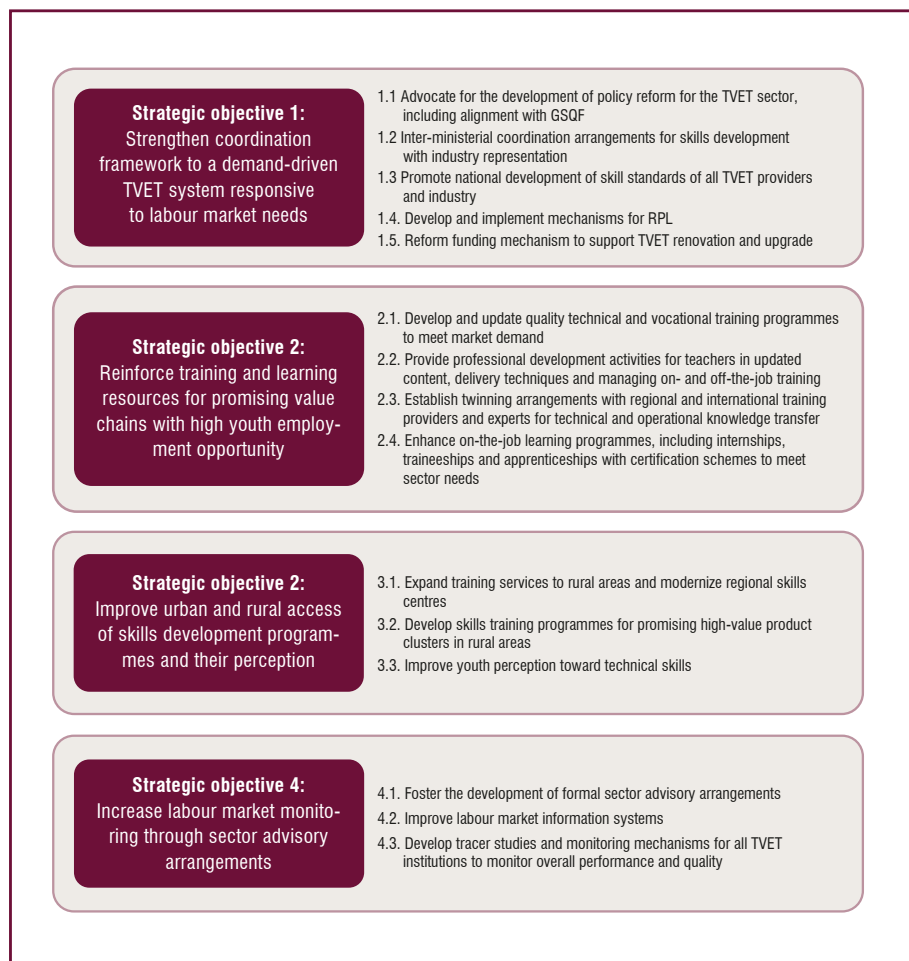 Strategic objective 1:
Strengthen coordination
framework to a demand-driven
TVET system responsive
to labour market needs
1.1 Advocate for the development of policy reform for the TVET sector,
including alignment with GSQF
1.2 Inter-ministerial coordination arrangements for skills development
with industry representation
1.3 Promote national development of skill standards of all TVET providers
and industry
1.4. Develop and implement mechanisms for RPL
1.5. Reform funding mechanism to support TVET renovation and upgrade
Strategic objective 2:
Reinforce training and learning
resources for promising value
chains with high youth employ-
ment opportunity
2.1. Develop and update quality technical and vocational training programmes
to meet market demand
2.2. Provide professional development activities for teachers in updated
content, delivery techniques and managing on- and off-the-job training
2.3. Establish twinning arrangements with regional and international training
providers and experts for technical and operational knowledge transfer
2.4. Enhance on-the-job learning programmes, including internships,
traineeships and apprenticeships with certification schemes to meet
sector needs
Strategic objective 2:
Improve urban and rural access
of skills development program-
mes and their perception
3.1. Expand training services to rural areas and modernize regional skills
centres
3.2. Develop skills training programmes for promising high-value product
clusters in rural areas
3.3. Improve youth perception toward technical skills
Strategic objective 4:
Increase labour market monito-
ring through sector advisory
arrangements
4.1. Foster the development of formal sector advisory arrangements
4.2. Improve labour market information systems
4.3. Develop tracer studies and monitoring mechanisms for all TVET
institutions to monitor overall performance and quality